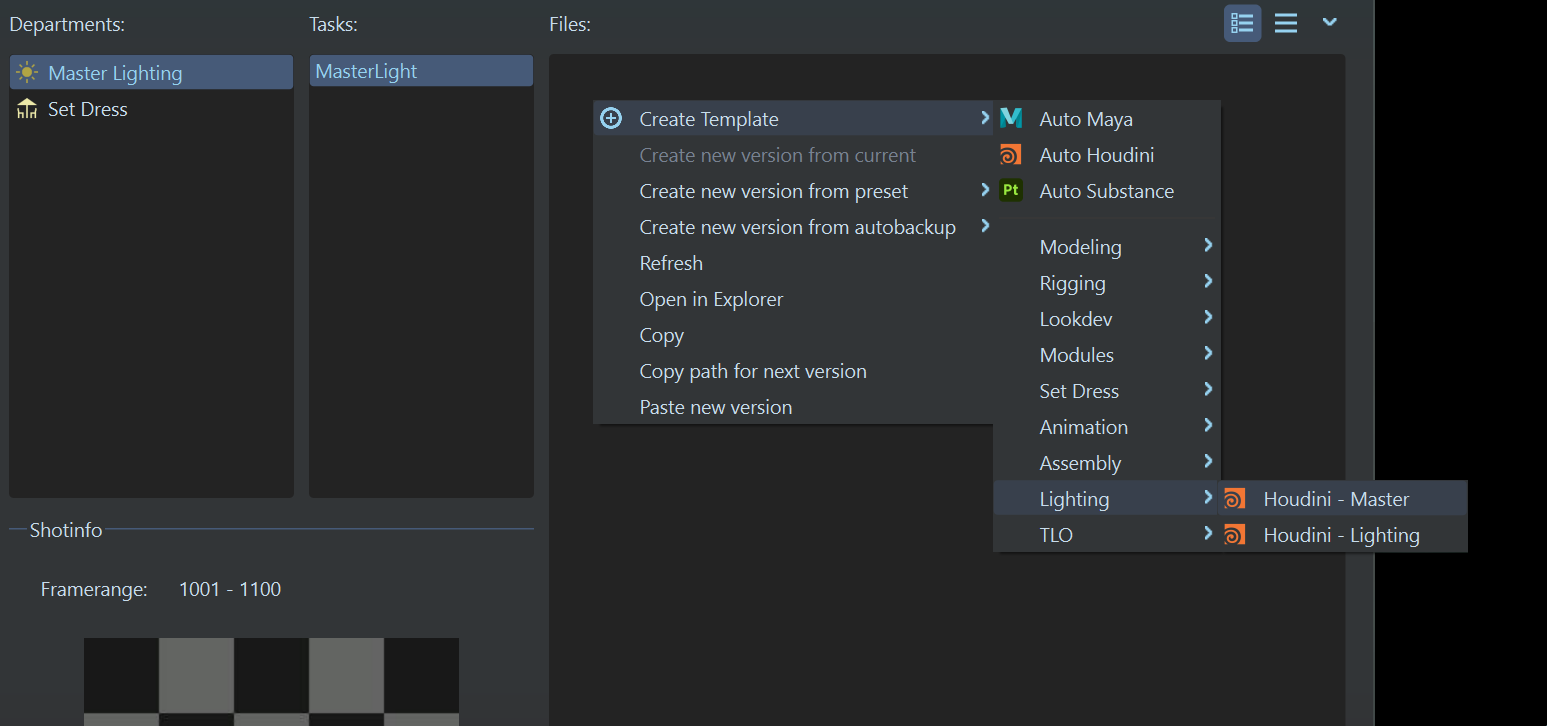 Departments:
Master Lighting
Set Dress
Tasks:
MasterLight
Files:
Create Template
Create new version from current
Create new version from preset
Create new version from autobackup
Refresh
Open in Explorer
Copy
Copy path for next version
Paste new version
Auto Maya
Auto Houdini
Pt Auto Substance
Modeling
Rigging
Lookdev
Modules
Set Dress
Animation
Assembly
Lighting
TLO
Houdini - Master
Houdini - Lighting
Shotinfo
Framerange: 1001 - 1100